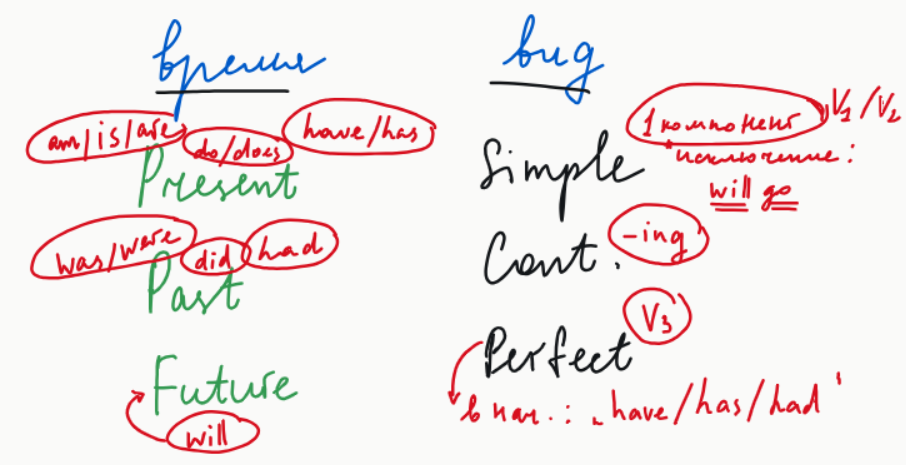 время вид
am/is/are do/does have/has 1 компонент V1/V2
Present Simple *исключение:
will go
was/were did had
Past Cont. -ing
V3
Future Perfect
will в нач.: "have/has/had"